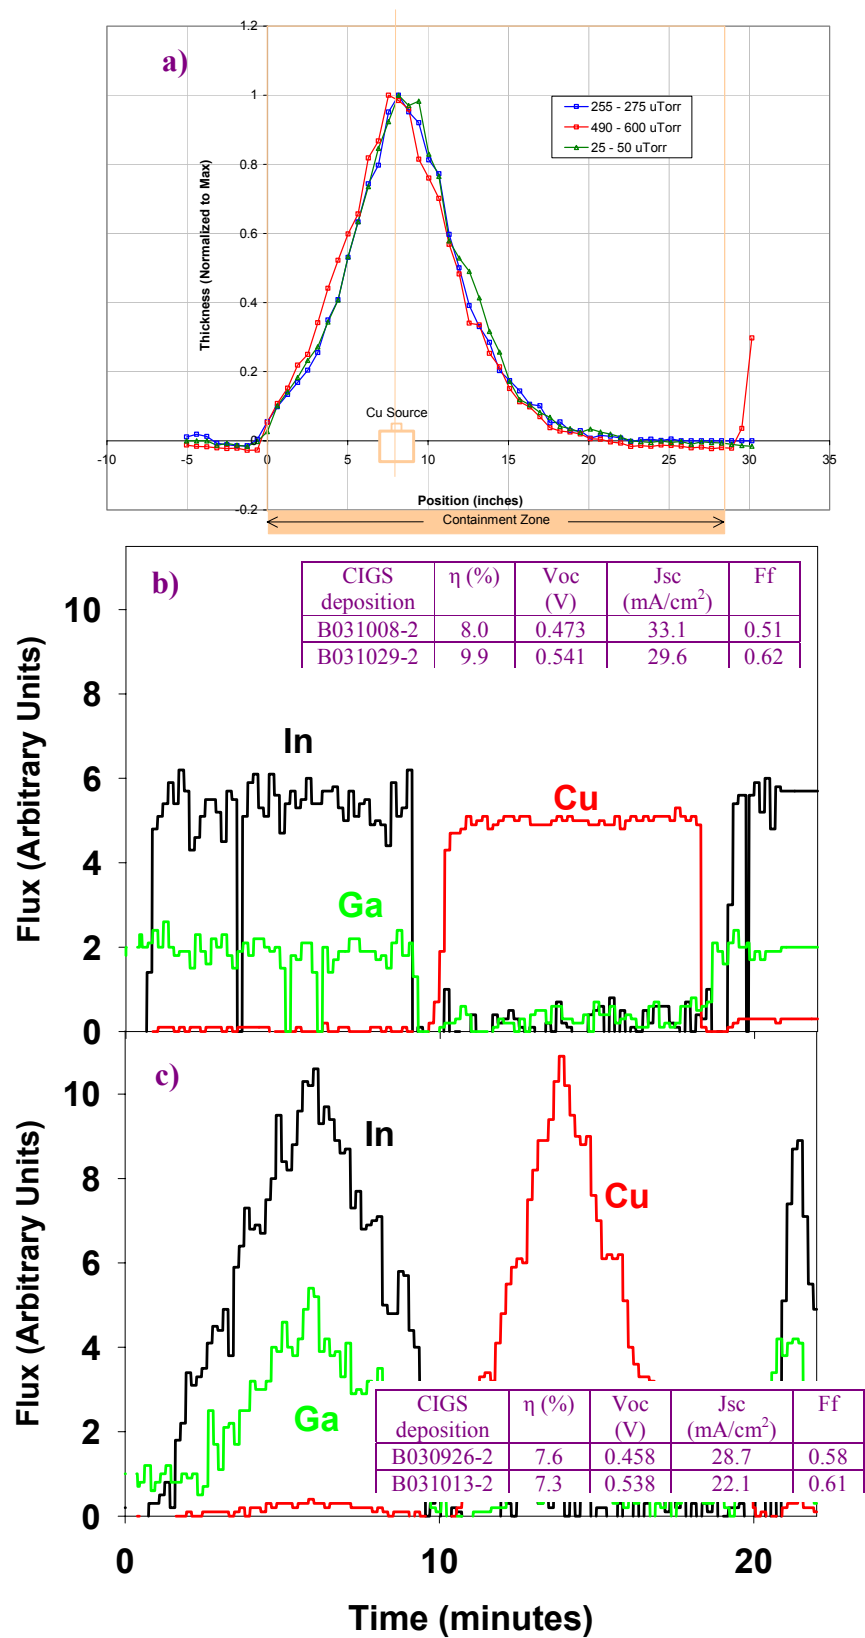 a)
1.2
1
0.8
0.6
0.4
0.2
0
-0.2
Thickness (Normalized to Max)
255 - 275 uTorr
490 - 600 uTorr
25 - 50 uTorr
Cu Source
-10 -5 0 5 10 15 20 25 30 35
Position (inches)
Containment Zone
b)
CIGS deposition η (%) Voc (V) Jsc (mA/cm²) Ff
B031008-2 8.0 0.473 33.1 0.51
B031029-2 9.9 0.541 29.6 0.62
10
8
6
4
2
0
Flux (Arbitrary Units)
In
Cu
Ga
c)
10
8
6
4
2
0
Flux (Arbitrary Units)
In
Cu
Ga
CIGS deposition η (%) Voc (V) Jsc (mA/cm²) Ff
B030926-2 7.6 0.458 28.7 0.58
B031013-2 7.3 0.538 22.1 0.61
0 10 20
Time (minutes)